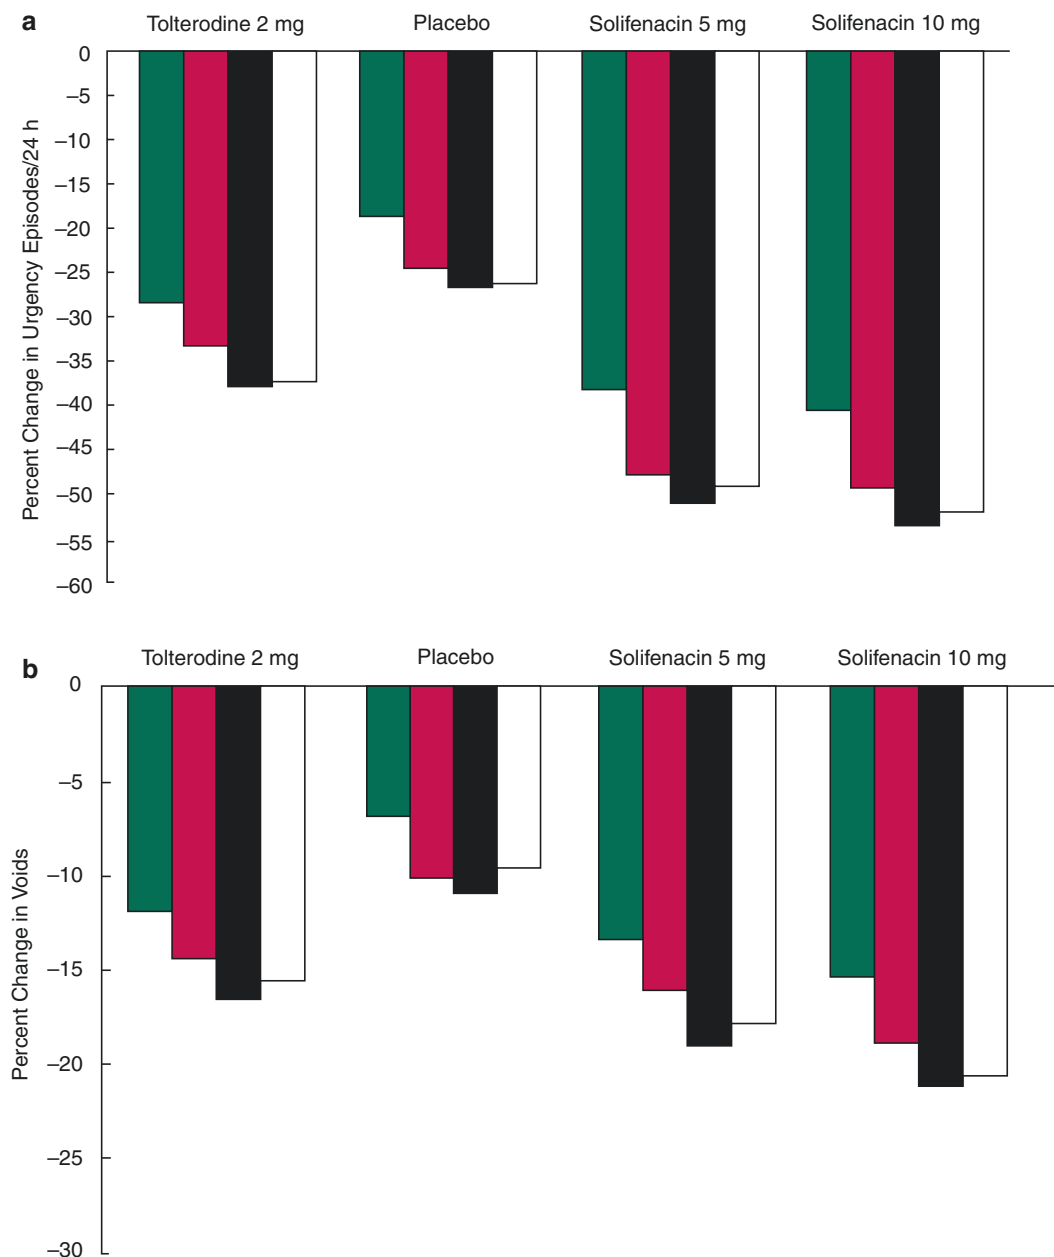 a
Tolterodine 2 mg
Placebo
Solifenacin 5 mg
Solifenacin 10 mg
Percent Change in Urgency Episodes/24 h
0
–5
–10
–15
–20
–25
–30
–35
–40
–45
–50
–55
–60
b
Tolterodine 2 mg
Placebo
Solifenacin 5 mg
Solifenacin 10 mg
Percent Change in Voids
0
–5
–10
–15
–20
–25
–30